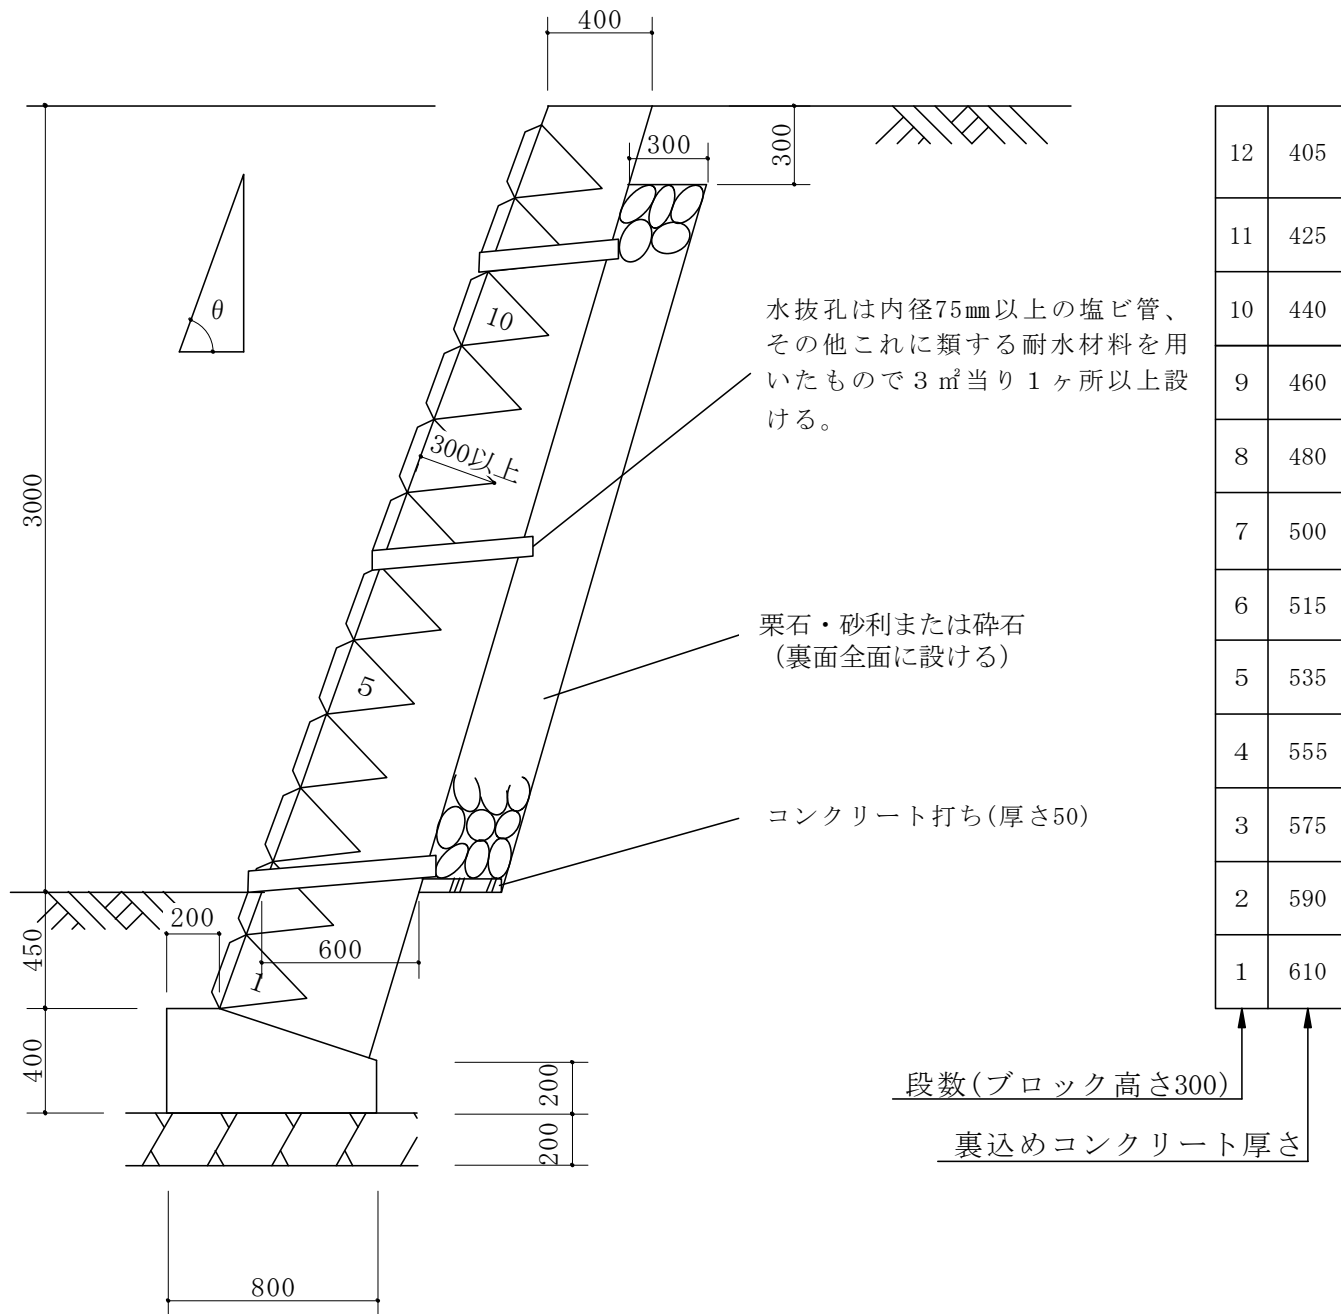 400
300
300
θ
10
水抜孔は内径75㎜以上の塩ビ管、
その他これに類する耐水材料を用
いたもので３㎡当り１ヶ所以上設
ける。
300以上
3000
栗石・砂利または砕石
(裏面全面に設ける)
5
コンクリート打ち(厚さ50)
200
600
450
1
400
200
200
800
12 405
11 425
10 440
9 460
8 480
7 500
6 515
5 535
4 555
3 575
2 590
1 610
段数(ブロック高さ300)
裏込めコンクリート厚さ